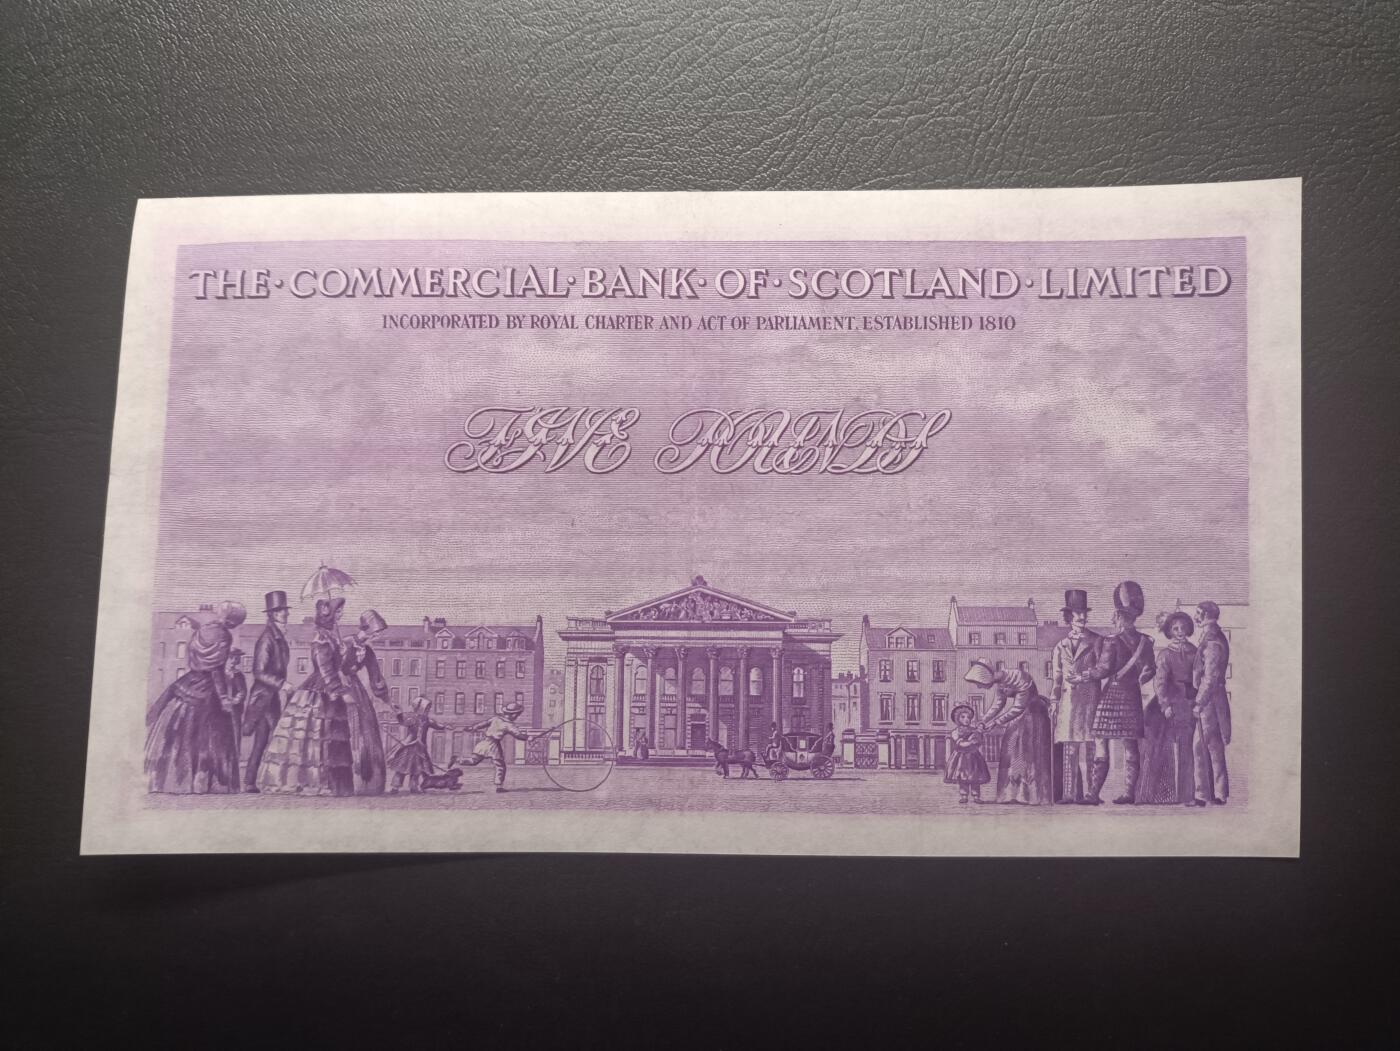 THE·COMMERCIAL·BANK·OF·SCOTLAND·LIMITED
INCORPORATED BY ROYAL CHARTER AND ACT OF PARLIAMENT, ESTABLISHED 1810
FIVE POUNDS